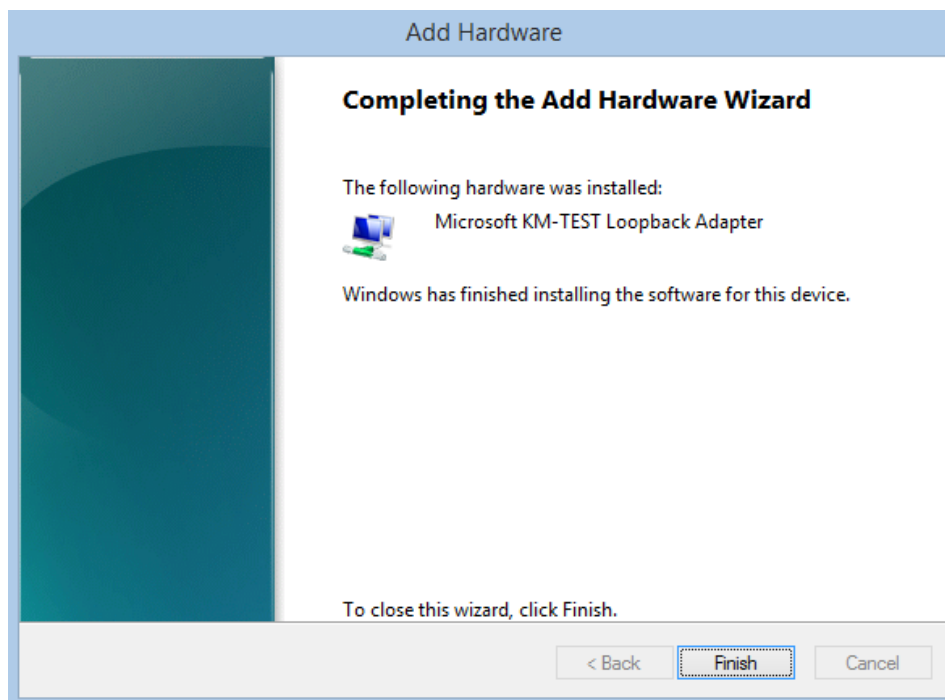 Add Hardware
Completing the Add Hardware Wizard
The following hardware was installed:
Microsoft KM-TEST Loopback Adapter
Windows has finished installing the software for this device.
To close this wizard, click Finish.
< Back
Finish
Cancel